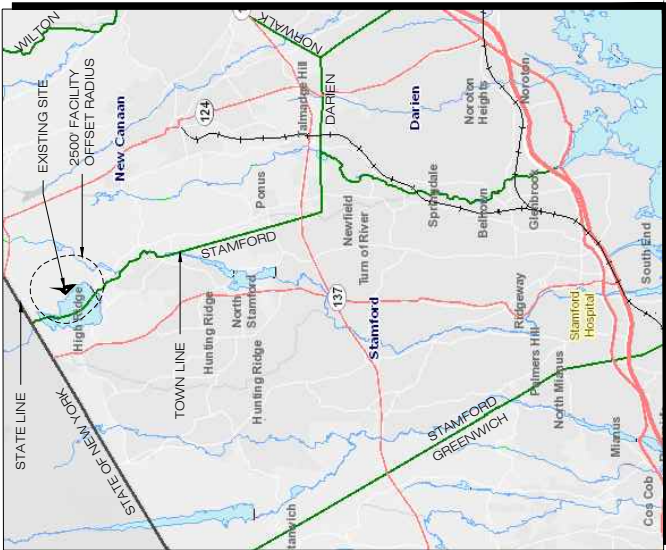 WILTON
EXISTING SITE
2500' FACILITY
OFFSET RADIUS
STATE LINE
New Canaan
124
NORWALK
Talmadge Hill
DARIEN
Darien
Noroton
Heights
Noroton
High Ridge
Ponus
STAMFORD
TOWN LINE
STATE OF NEW YORK
Hunting Ridge
North
Stamford
Hunting Ridge
Newfield
Turn of River
137
Stamford
Springdale
Belltown
Glenbrook
Ridgeway
Palmers Hill
North Mianus
Stamford
Hospital
South End
STAMFORD
GREENWICH
Mianus
Cos Cob
tanwich